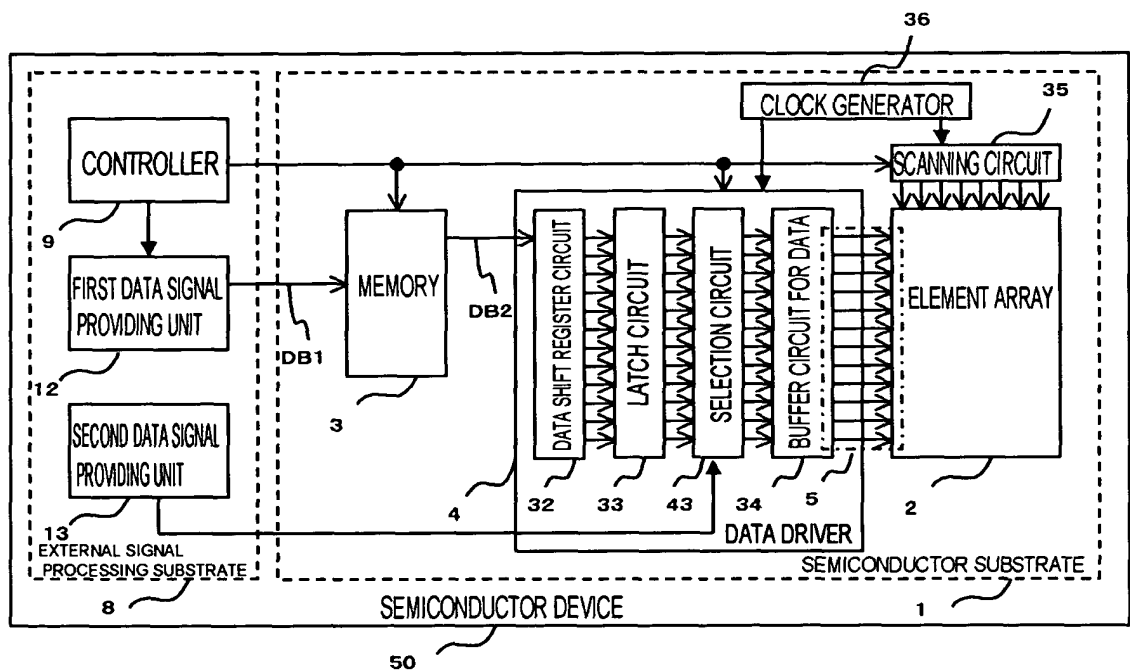 36
CLOCK GENERATOR
35
CONTROLLER
SCANNING CIRCUIT
9
FIRST DATA SIGNAL
PROVIDING UNIT
12
DB1
MEMORY
3
DB2
DATA SHIFT REGISTER CIRCUIT
LATCH CIRCUIT
SELECTION CIRCUIT
BUFFER CIRCUIT FOR DATA
ELEMENT ARRAY
SECOND DATA SIGNAL
PROVIDING UNIT
13
4
32
33
43
34
5
2
DATA DRIVER
EXTERNAL SIGNAL
PROCESSING SUBSTRATE
8
SEMICONDUCTOR SUBSTRATE
1
SEMICONDUCTOR DEVICE
50